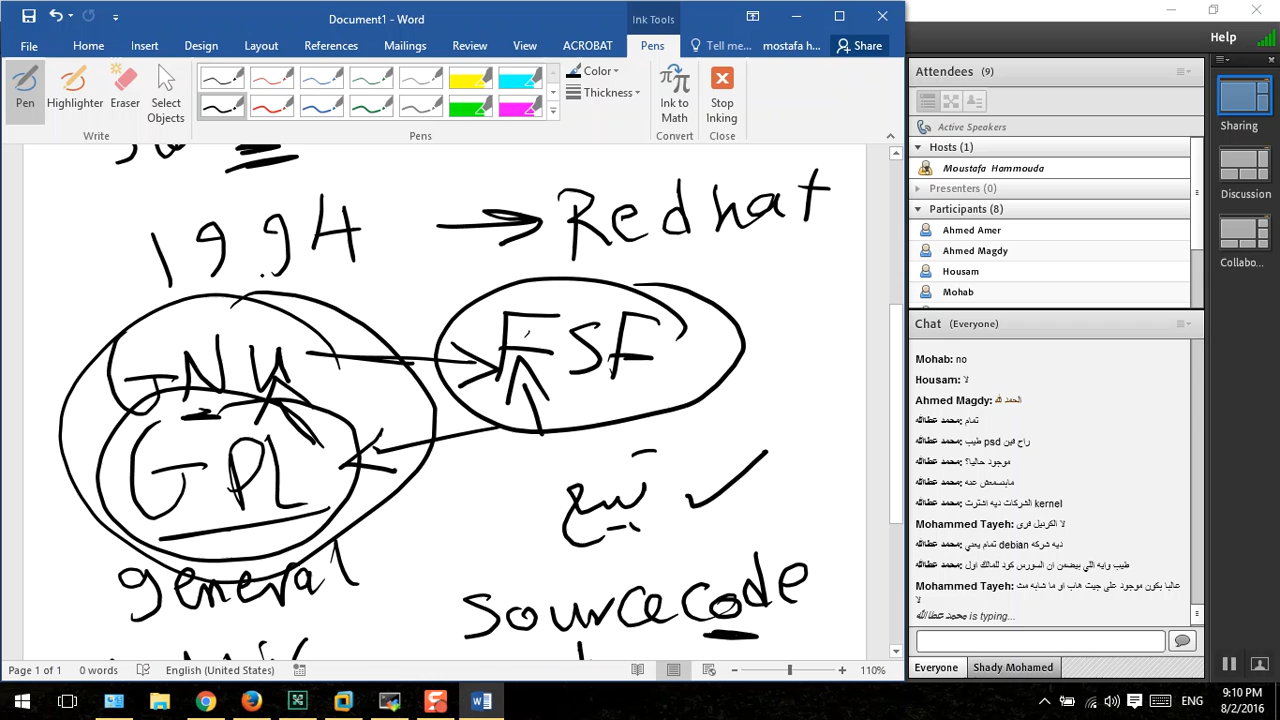 Document1 - Word
Ink Tools
File
Home
Insert
Design
Layout
References
Mailings
Review
View
ACROBAT
Pens
Tell me...
mostafa h...
Share
Help
Pen
Highlighter
Eraser
Select
Objects
Color
Thickness
Ink to
Math
Stop
Inking
Write
Pens
Convert
Close
1994
Redhat
GNU
FSF
GPL
general
تبيع
sourcecode
Page 1 of 1
0 words
English (United States)
110%
Attendees (9)
Active Speakers
Hosts (1)
Moustafa Hammouda
Presenters (0)
Participants (8)
Ahmed Amer
Ahmed Magdy
Housam
Mohab
Sharing
Discussion
Collabo...
Chat (Everyone)
Mohab: no
Housam: لا
Ahmed Magdy: الحمد لله
محمد عطاالله: تمام
محمد عطاالله: طيب psd راح فين
محمد عطاالله: موجود حاليا؟
محمد عطاالله: مابنسمعش عنه
محمد عطاالله: الشركات ديه اشترت kernel
Mohammed Tayeh: لا الكرنيل فرى
محمد عطاالله: تمام يعني debian ديه شركه
محمد عطاالله: طيب وايه اللي بيضمن ان السورس كود للمالك اول
Mohammed Tayeh: غالبا بكون موجود علي جيت هاب او ما شابه مث
لا
محمد عطاالله is typing...
Everyone
Shady Mohamed
ENG
9:10 PM
8/2/2016